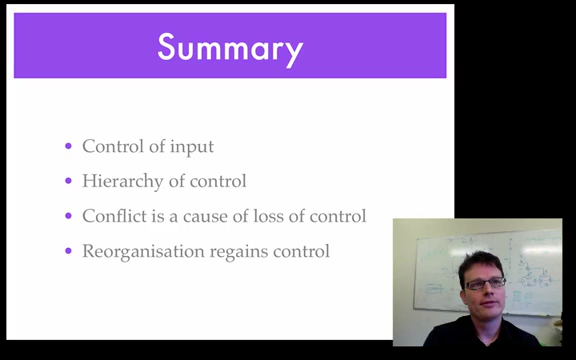 Summary
• Control of input
• Hierarchy of control
• Conflict is a cause of loss of control
• Reorganisation regains control